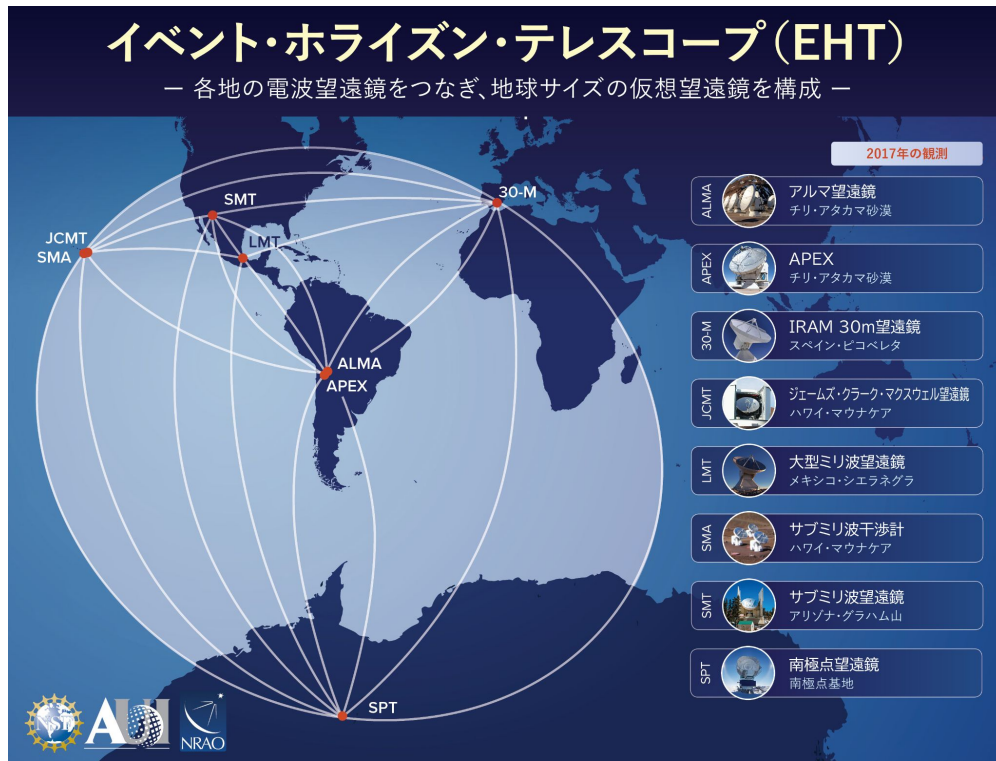 イベント・ホライズン・テレスコープ（EHT）
― 各地の電波望遠鏡をつなぎ、地球サイズの仮想望遠鏡を構成 ―
2017年の観測
30-M
SMT
JCMT
LMT
SMA
ALMA
APEX
SPT
ALMA
アルマ望遠鏡
チリ・アタカマ砂漠
APEX
APEX
チリ・アタカマ砂漠
30-M
IRAM 30m望遠鏡
スペイン・ピコベレタ
JCMT
ジェームズ・クラーク・マクスウェル望遠鏡
ハワイ・マウナケア
LMT
大型ミリ波望遠鏡
メキシコ・シエラネグラ
SMA
サブミリ波干渉計
ハワイ・マウナケア
SMT
サブミリ波望遠鏡
アリゾナ・グラハム山
SPT
南極点望遠鏡
南極点基地
NSF
AUI
NRAO